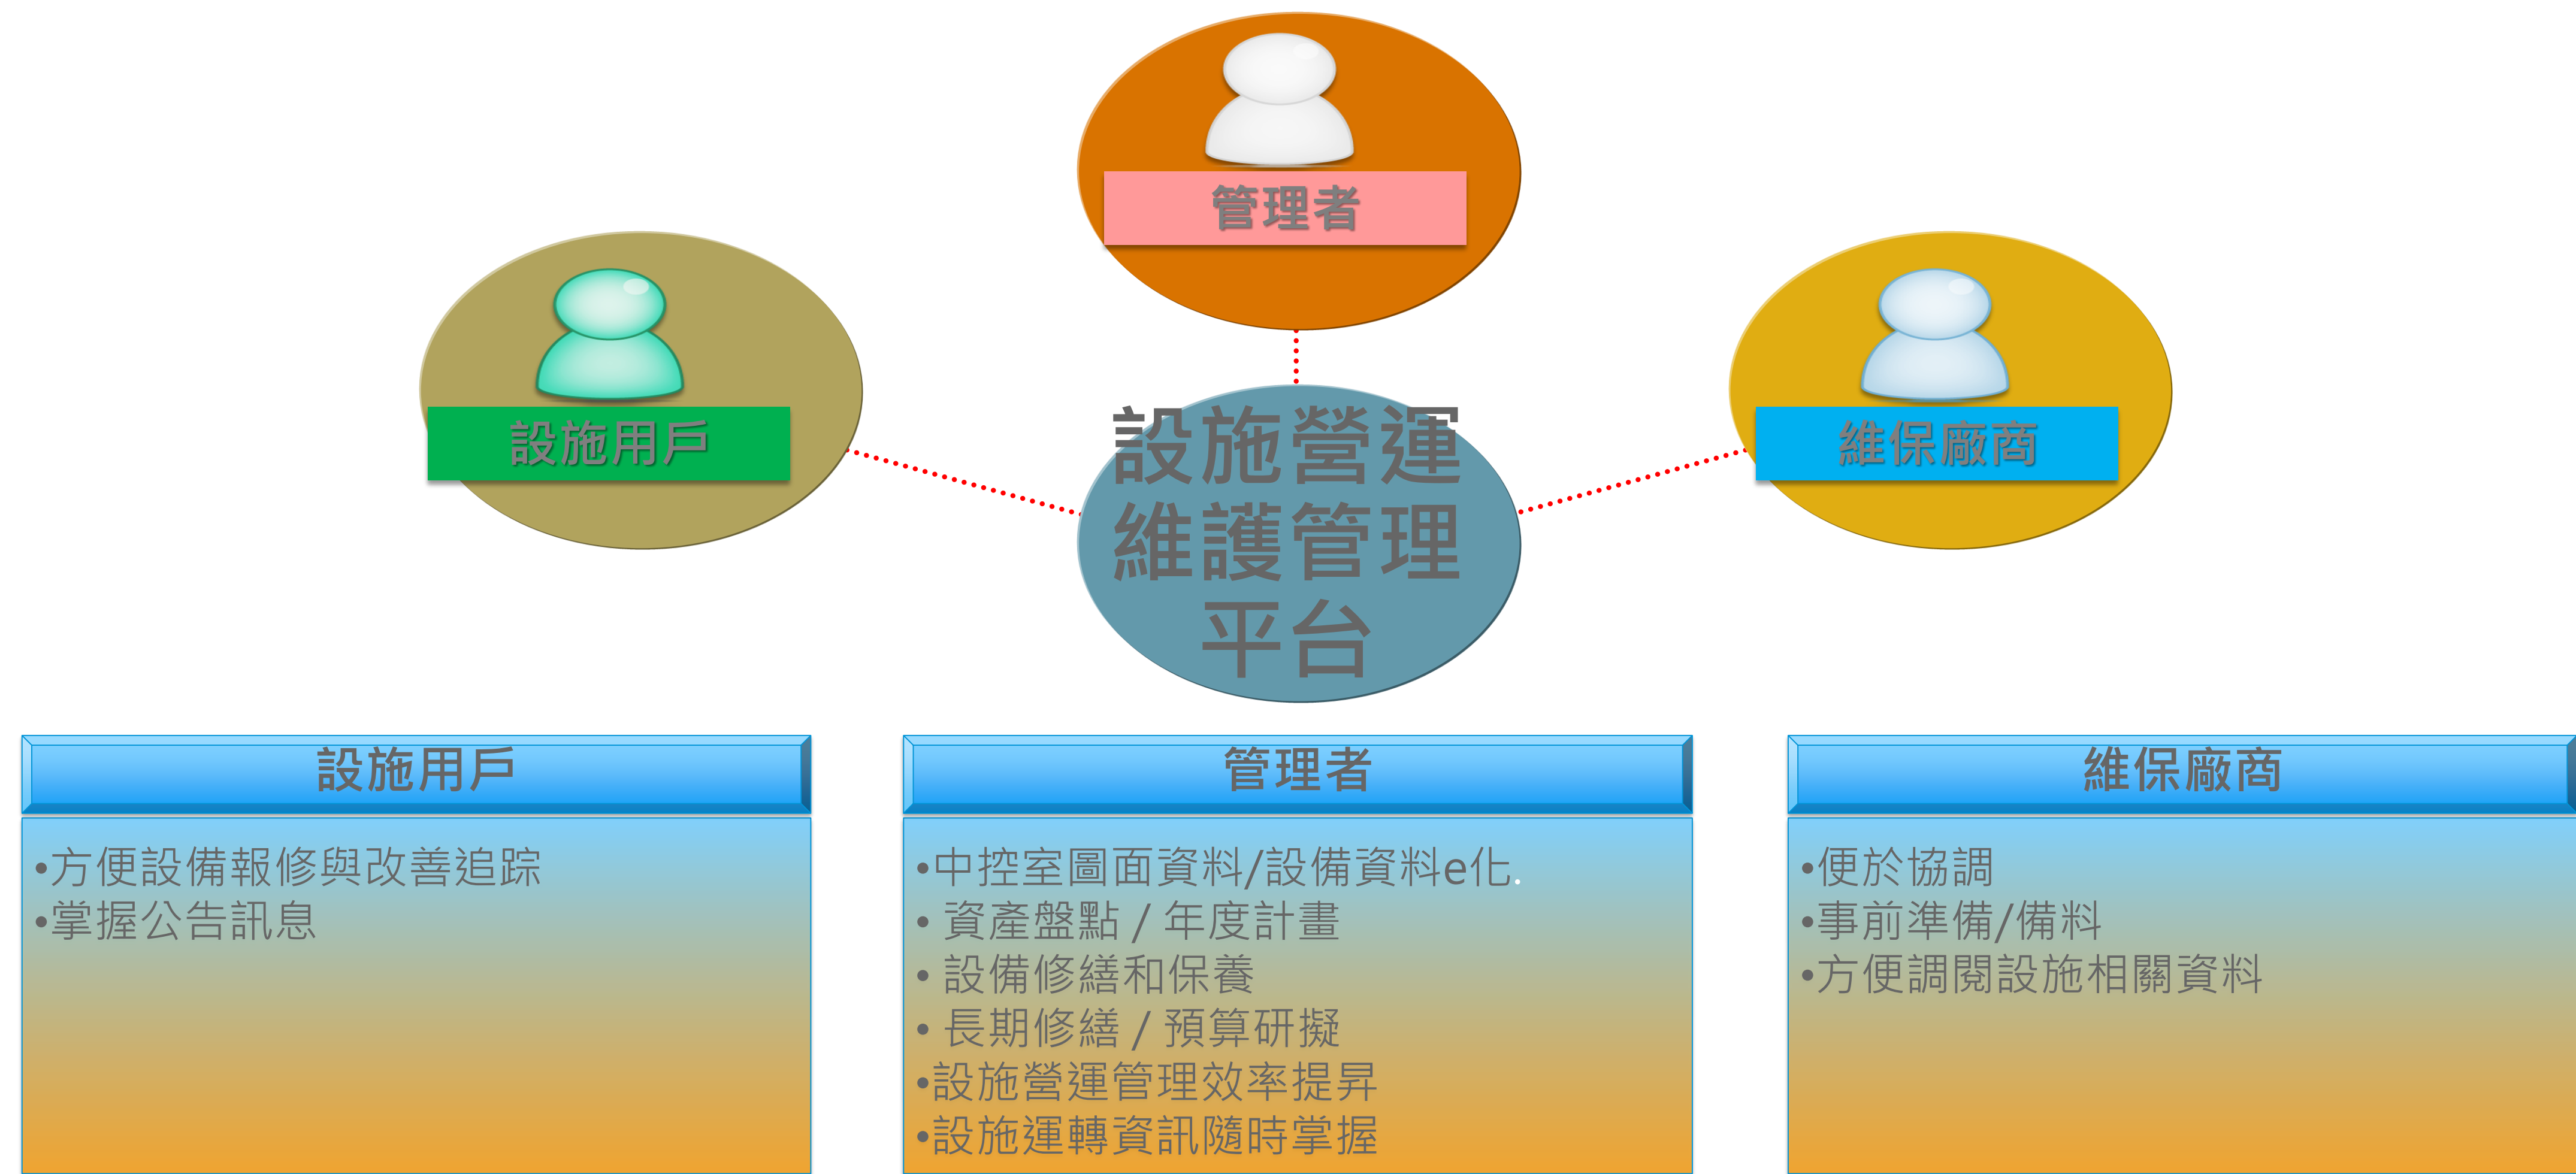 管理者
設施用戶
維保廠商
設施營運
維護管理
平台
設施用戶
•方便設備報修與改善追踪
•掌握公告訊息
管理者
•中控室圖面資料/設備資料e化.
• 資產盤點 / 年度計畫
• 設備修繕和保養
• 長期修繕 / 預算研擬
•設施營運管理效率提昇
•設施運轉資訊隨時掌握
維保廠商
•便於協調
•事前準備/備料
•方便調閱設施相關資料